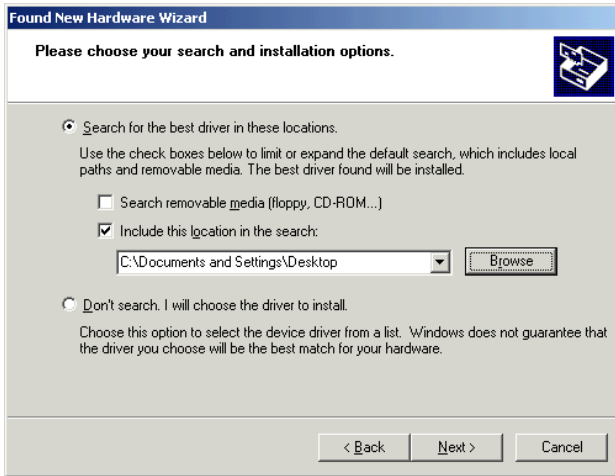 Found New Hardware Wizard
Please choose your search and installation options.
Search for the best driver in these locations.
Use the check boxes below to limit or expand the default search, which includes local
paths and removable media. The best driver found will be installed.
Search removable media (floppy, CD-ROM...)
Include this location in the search:
C:\Documents and Settings\Desktop
Browse
Don't search. I will choose the driver to install.
Choose this option to select the device driver from a list. Windows does not guarantee that
the driver you choose will be the best match for your hardware.
< Back
Next >
Cancel